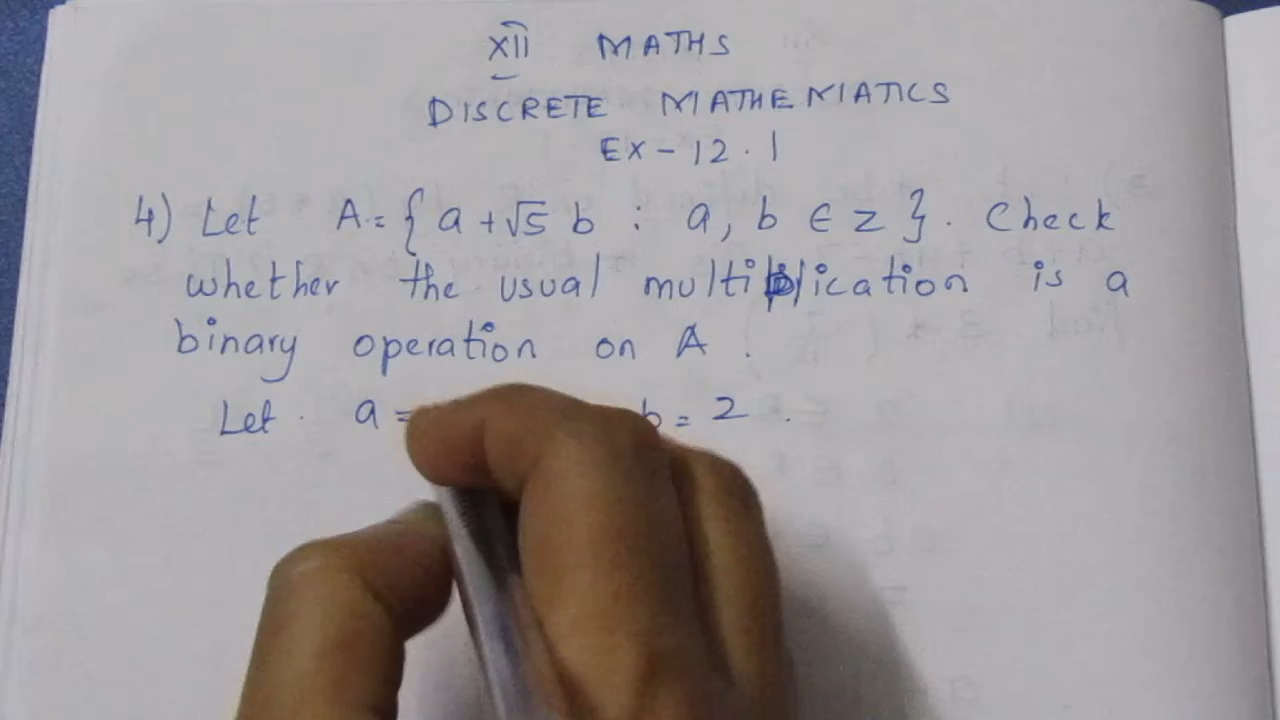 XII MATHS
DISCRETE MATHEMATICS
EX - 12.1
4) Let A = { a + √5 b : a, b ∈ z }. Check
whether the usual multiplication is a
binary operation on A.
Let a = b = 2.